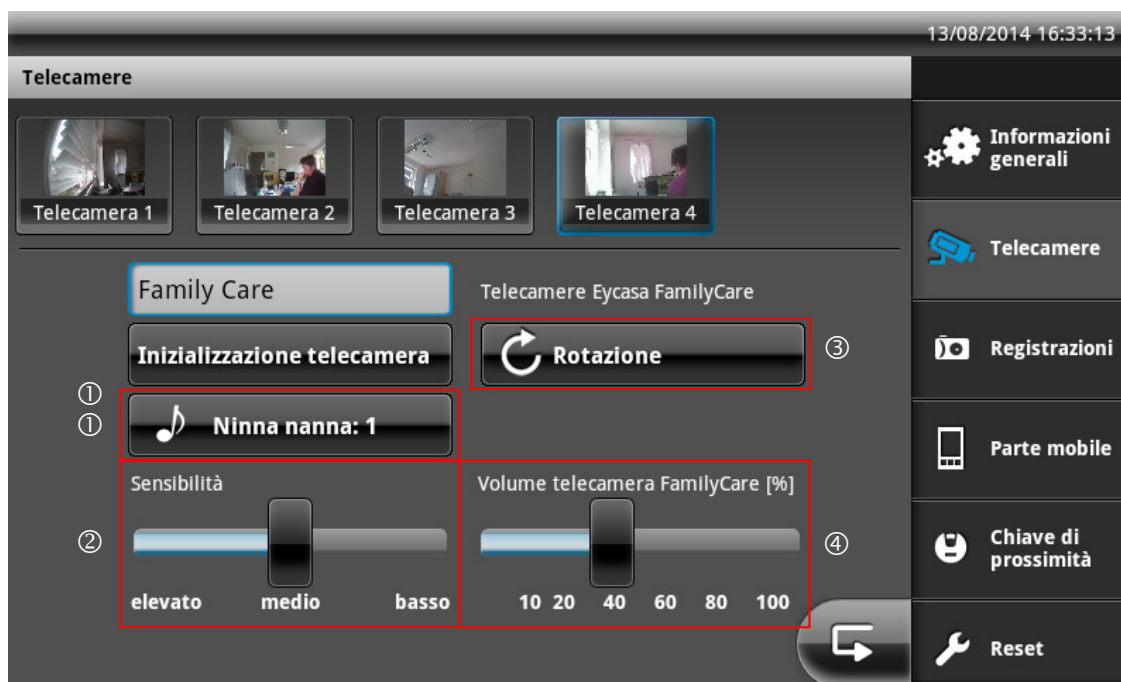 13/08/2014 16:33:13
Telecamere
Telecamera 1
Telecamera 2
Telecamera 3
Telecamera 4
Family Care
Telecamere Eycasa FamilyCare
Inizializzazione telecamera
Rotazione
③
①
①
Ninna nanna: 1
Sensibilità
Volume telecamera FamilyCare [%]
②
④
elevato medio basso
10 20 40 60 80 100
Informazioni
generali
Telecamere
Registrazioni
Parte mobile
Chiave di
prossimità
Reset